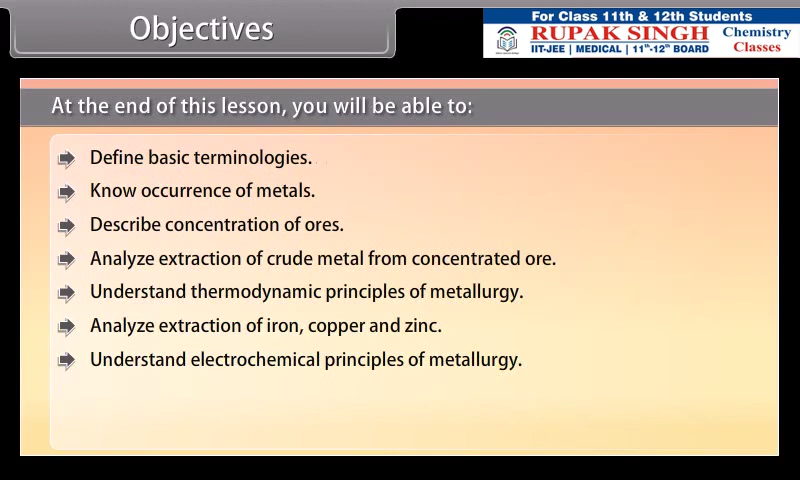 Objectives
For Class 11th & 12th Students
RUPAK SINGH
IIT-JEE | MEDICAL | 11th-12th BOARD
Chemistry
Classes
At the end of this lesson, you will be able to:
Define basic terminologies.
Know occurrence of metals.
Describe concentration of ores.
Analyze extraction of crude metal from concentrated ore.
Understand thermodynamic principles of metallurgy.
Analyze extraction of iron, copper and zinc.
Understand electrochemical principles of metallurgy.